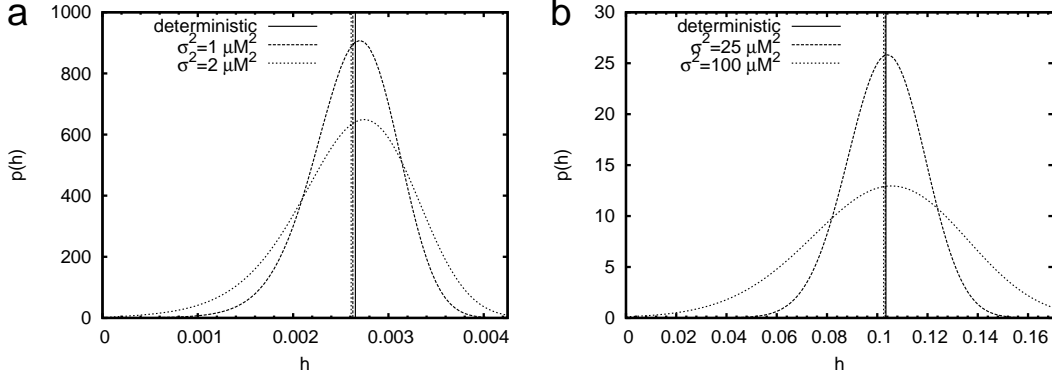 a
1000
800
600
400
200
0
p(h)
deterministic
σ²=1 μM²
σ²=2 μM²
0
0.001
0.002
0.003
0.004
h
b
30
25
20
15
10
5
0
p(h)
deterministic
σ²=25 μM²
σ²=100 μM²
0
0.02
0.04
0.06
0.08
0.1
0.12
0.14
0.16
h